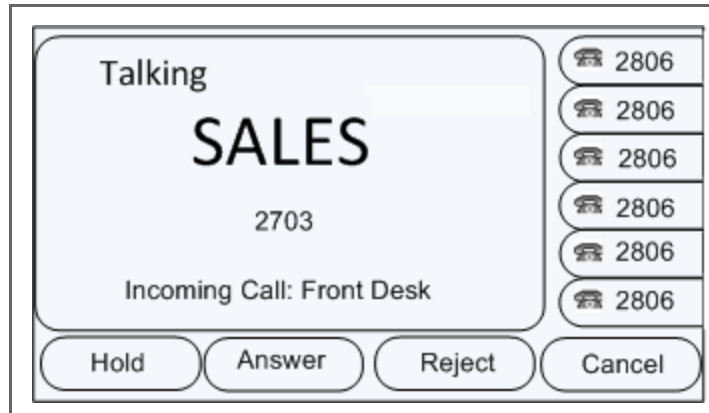 Talking
SALES
2703
Incoming Call: Front Desk
2806
2806
2806
2806
2806
2806
Hold Answer Reject Cancel